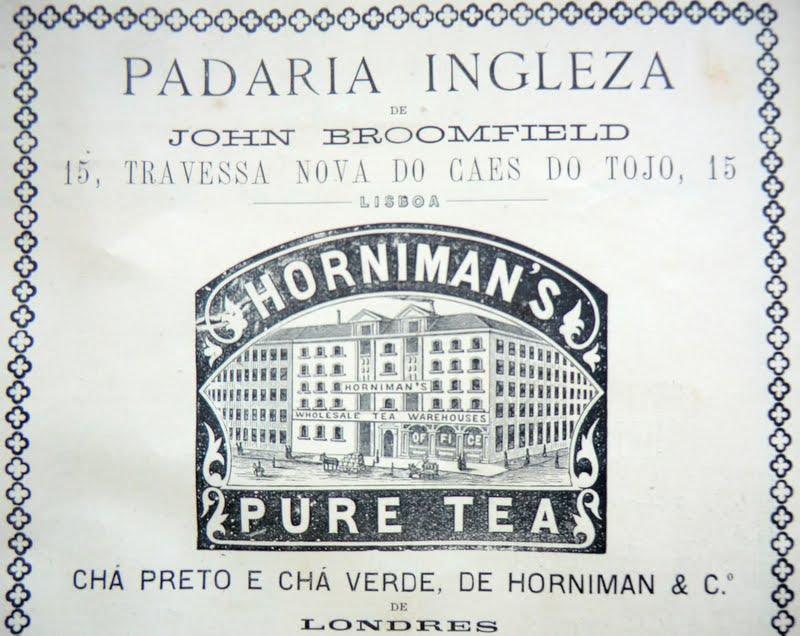 PADARIA INGLEZA
DE
JOHN BROOMFIELD
15, TRAVESSA NOVA DO CAES DO TOJO, 15
LISBOA
HORNIMAN'S
HORNIMAN'S
WHOLESALE TEA WAREHOUSES
OFFICE
PURE TEA
CHÁ PRETO E CHÁ VERDE, DE HORNIMAN & C.º
DE
LONDRES